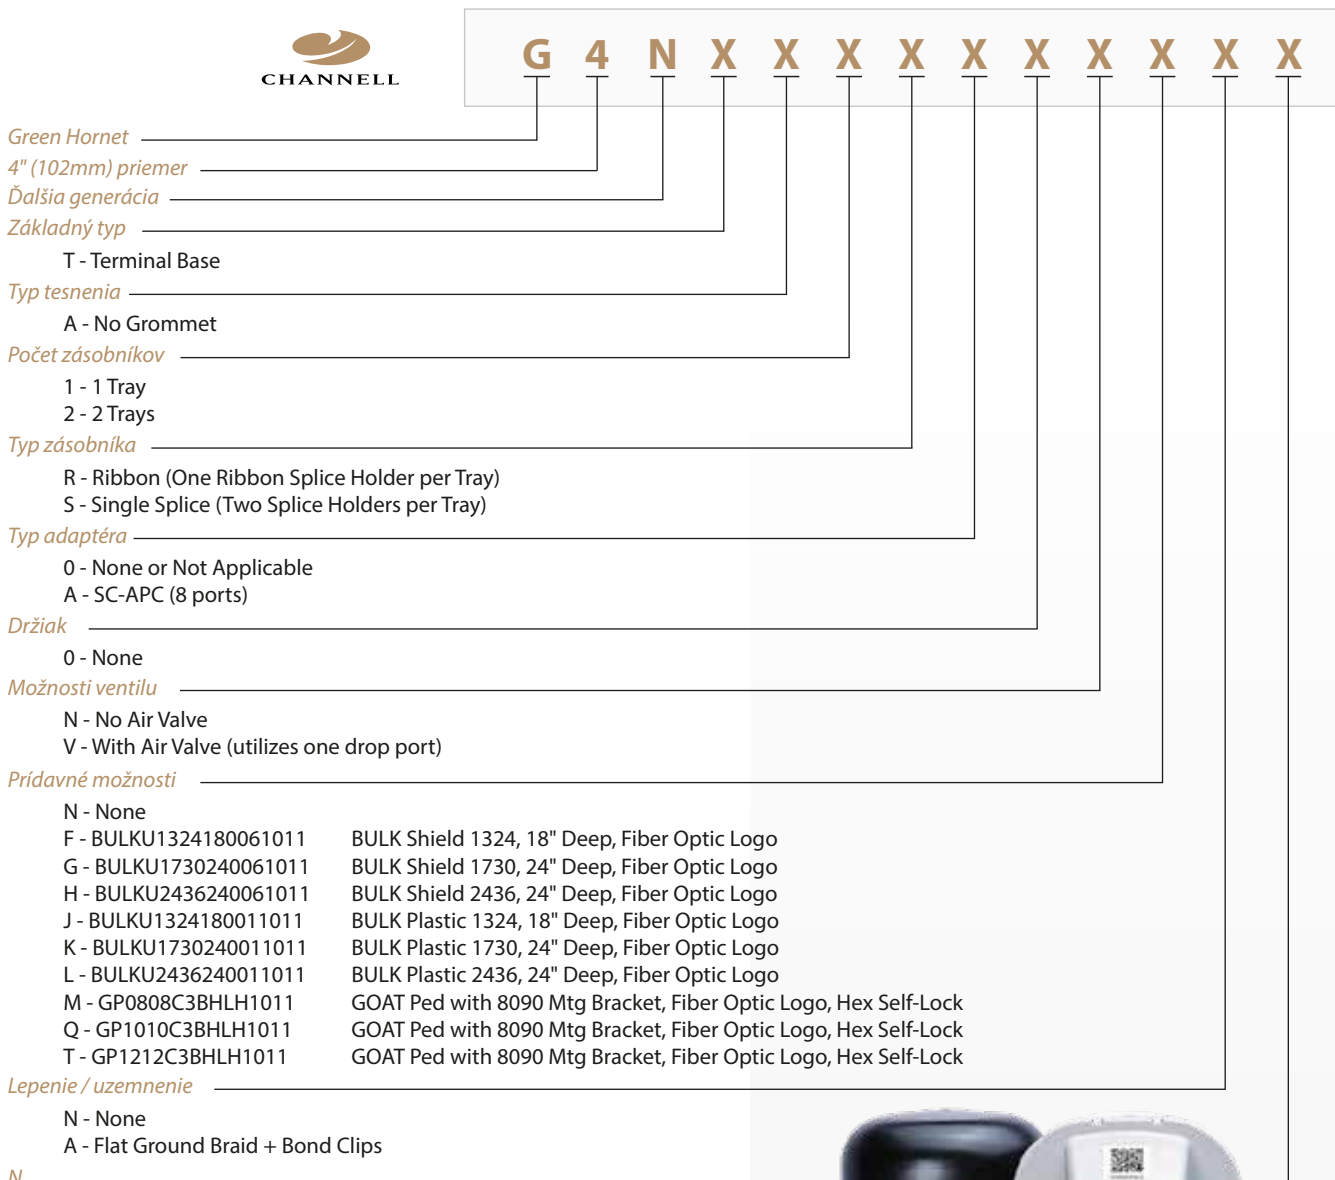 CHANNELL
G 4 N X X X X X X X X X X
Green Hornet
4" (102mm) priemer
Ďalšia generácia
Základný typ
T - Terminal Base
Typ tesnenia
A - No Grommet
Počet zásobníkov
1 - 1 Tray
2 - 2 Trays
Typ zásobníka
R - Ribbon (One Ribbon Splice Holder per Tray)
S - Single Splice (Two Splice Holders per Tray)
Typ adaptéra
0 - None or Not Applicable
A - SC-APC (8 ports)
Držiak
0 - None
Možnosti ventilu
N - No Air Valve
V - With Air Valve (utilizes one drop port)
Prídavné možnosti
N - None
F - BULKU1324180061011 BULK Shield 1324, 18" Deep, Fiber Optic Logo
G - BULKU1730240061011 BULK Shield 1730, 24" Deep, Fiber Optic Logo
H - BULKU2436240061011 BULK Shield 2436, 24" Deep, Fiber Optic Logo
J - BULKU1324180011011 BULK Plastic 1324, 18" Deep, Fiber Optic Logo
K - BULKU1730240011011 BULK Plastic 1730, 24" Deep, Fiber Optic Logo
L - BULKU2436240011011 BULK Plastic 2436, 24" Deep, Fiber Optic Logo
M - GP0808C3BHLH1011 GOAT Ped with 8090 Mtg Bracket, Fiber Optic Logo, Hex Self-Lock
Q - GP1010C3BHLH1011 GOAT Ped with 8090 Mtg Bracket, Fiber Optic Logo, Hex Self-Lock
T - GP1212C3BHLH1011 GOAT Ped with 8090 Mtg Bracket, Fiber Optic Logo, Hex Self-Lock
Lepenie / uzemnenie
N - None
A - Flat Ground Braid + Bond Clips